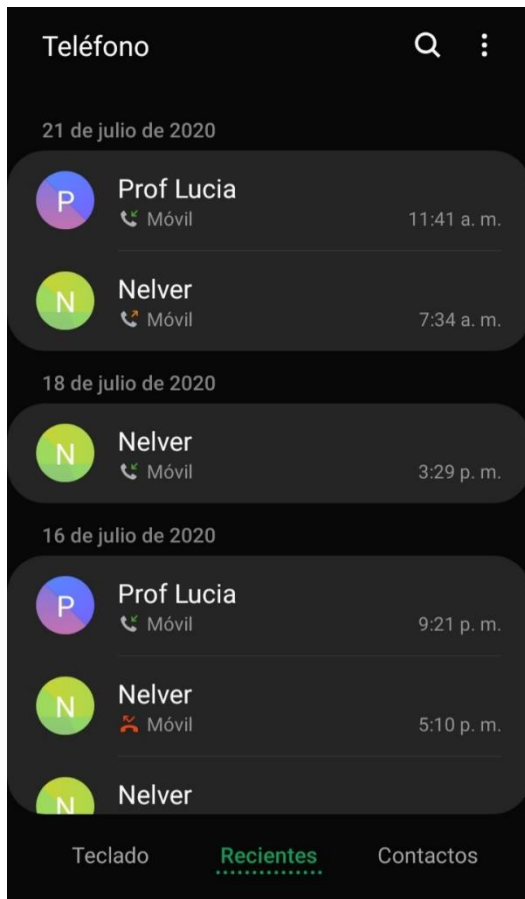 Teléfono
21 de julio de 2020
P
Prof Lucia
Móvil
11:41 a. m.
N
Nelver
Móvil
7:34 a. m.
18 de julio de 2020
N
Nelver
Móvil
3:29 p. m.
16 de julio de 2020
P
Prof Lucia
Móvil
9:21 p. m.
N
Nelver
Móvil
5:10 p. m.
N
Nelver
Teclado
Recientes
Contactos